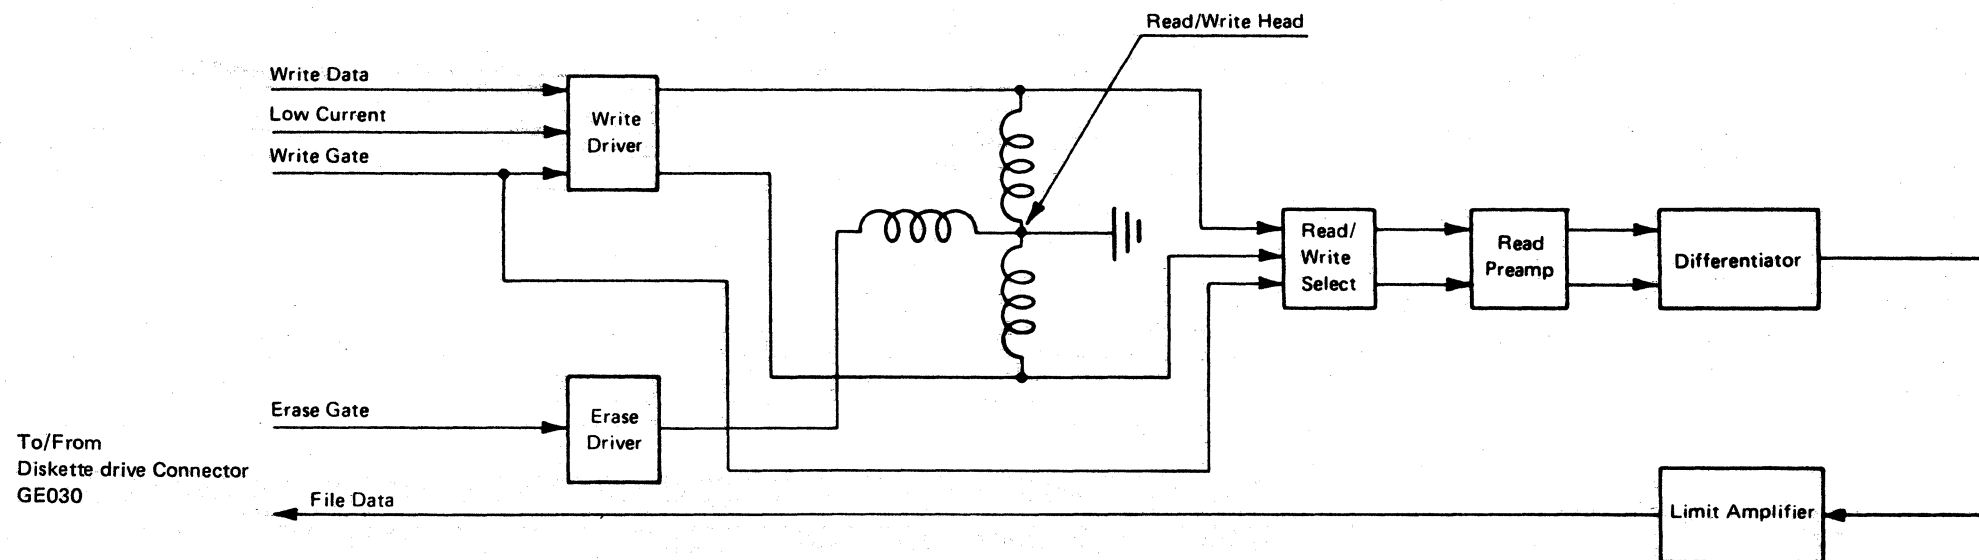 Read/Write Head
Write Data
Low Current
Write Gate
Write
Driver
Read/
Write
Select
Read
Preamp
Differentiator
Erase Gate
Erase
Driver
To/From
Diskette drive Connector
GE030
File Data
Limit Amplifier